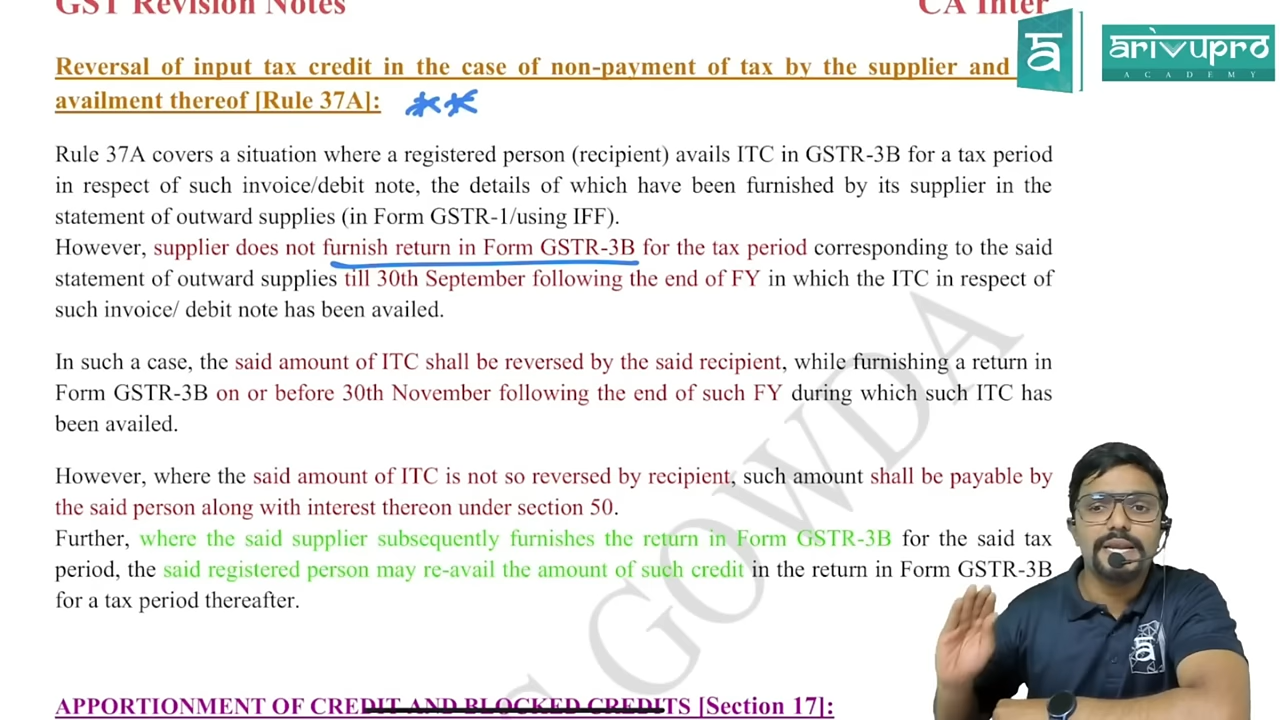 GST Revision Notes CA Inter
arivupro
ACADEMY
Reversal of input tax credit in the case of non-payment of tax by the supplier and
availment thereof [Rule 37A]:
Rule 37A covers a situation where a registered person (recipient) avails ITC in GSTR-3B for a tax period
in respect of such invoice/debit note, the details of which have been furnished by its supplier in the
statement of outward supplies (in Form GSTR-1/using IFF).
However, supplier does not furnish return in Form GSTR-3B for the tax period corresponding to the said
statement of outward supplies till 30th September following the end of FY in which the ITC in respect of
such invoice/ debit note has been availed.
In such a case, the said amount of ITC shall be reversed by the said recipient, while furnishing a return in
Form GSTR-3B on or before 30th November following the end of such FY during which such ITC has
been availed.
However, where the said amount of ITC is not so reversed by recipient, such amount shall be payable by
the said person along with interest thereon under section 50.
Further, where the said supplier subsequently furnishes the return in Form GSTR-3B for the said tax
period, the said registered person may re-avail the amount of such credit in the return in Form GSTR-3B
for a tax period thereafter.
GOWDA
APPORTIONMENT OF CREDIT AND BLOCKED CREDITS [Section 17]: